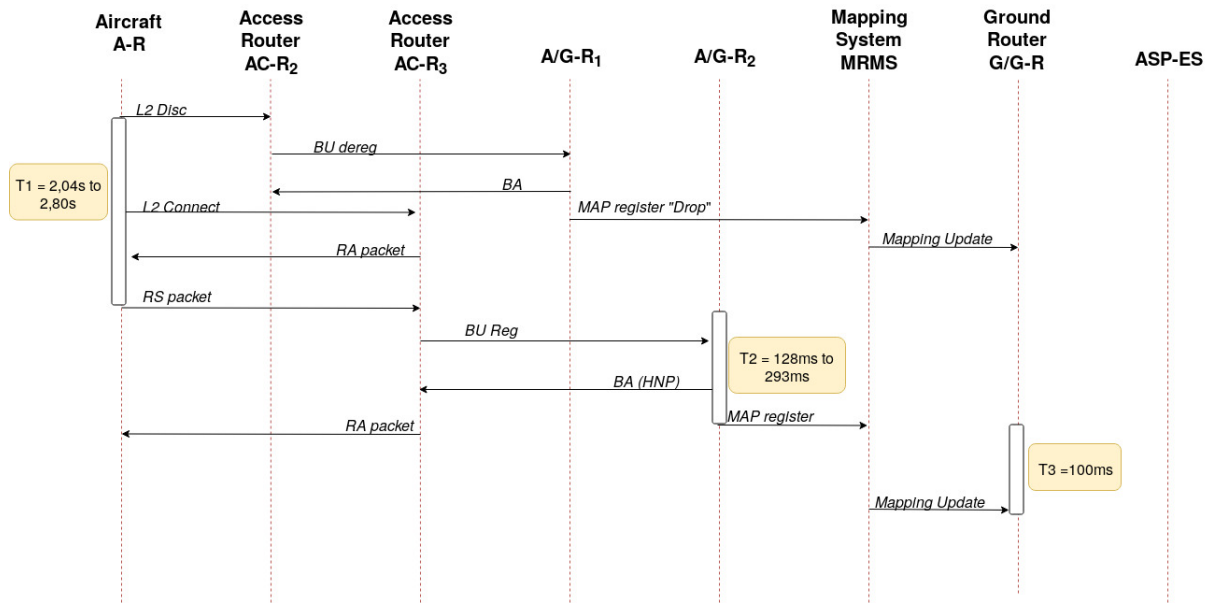 Aircraft
A-R
Access
Router
AC-R₂
Access
Router
AC-R₃
A/G-R₁
A/G-R₂
Mapping
System
MRMS
Ground
Router
G/G-R
ASP-ES
L2 Disc
BU dereg
T1 = 2,04s to
2,80s
BA
L2 Connect
MAP register "Drop"
Mapping Update
RA packet
RS packet
BU Reg
T2 = 128ms to
293ms
BA (HNP)
MAP register
RA packet
T3 =100ms
Mapping Update